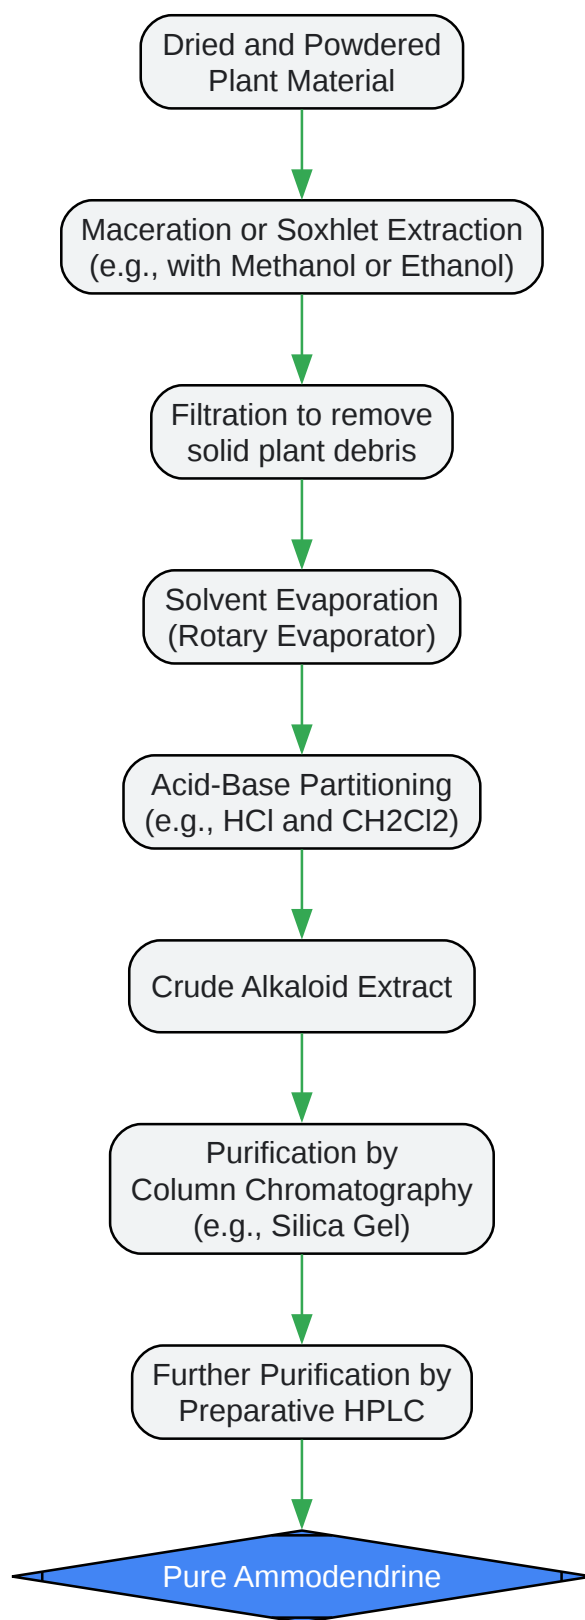 Dried and Powdered
Plant Material
Maceration or Soxhlet Extraction
(e.g., with Methanol or Ethanol)
Filtration to remove
solid plant debris
Solvent Evaporation
(Rotary Evaporator)
Acid-Base Partitioning
(e.g., HCl and CH2Cl2)
Crude Alkaloid Extract
Purification by
Column Chromatography
(e.g., Silica Gel)
Further Purification by
Preparative HPLC
Pure Ammodendrine